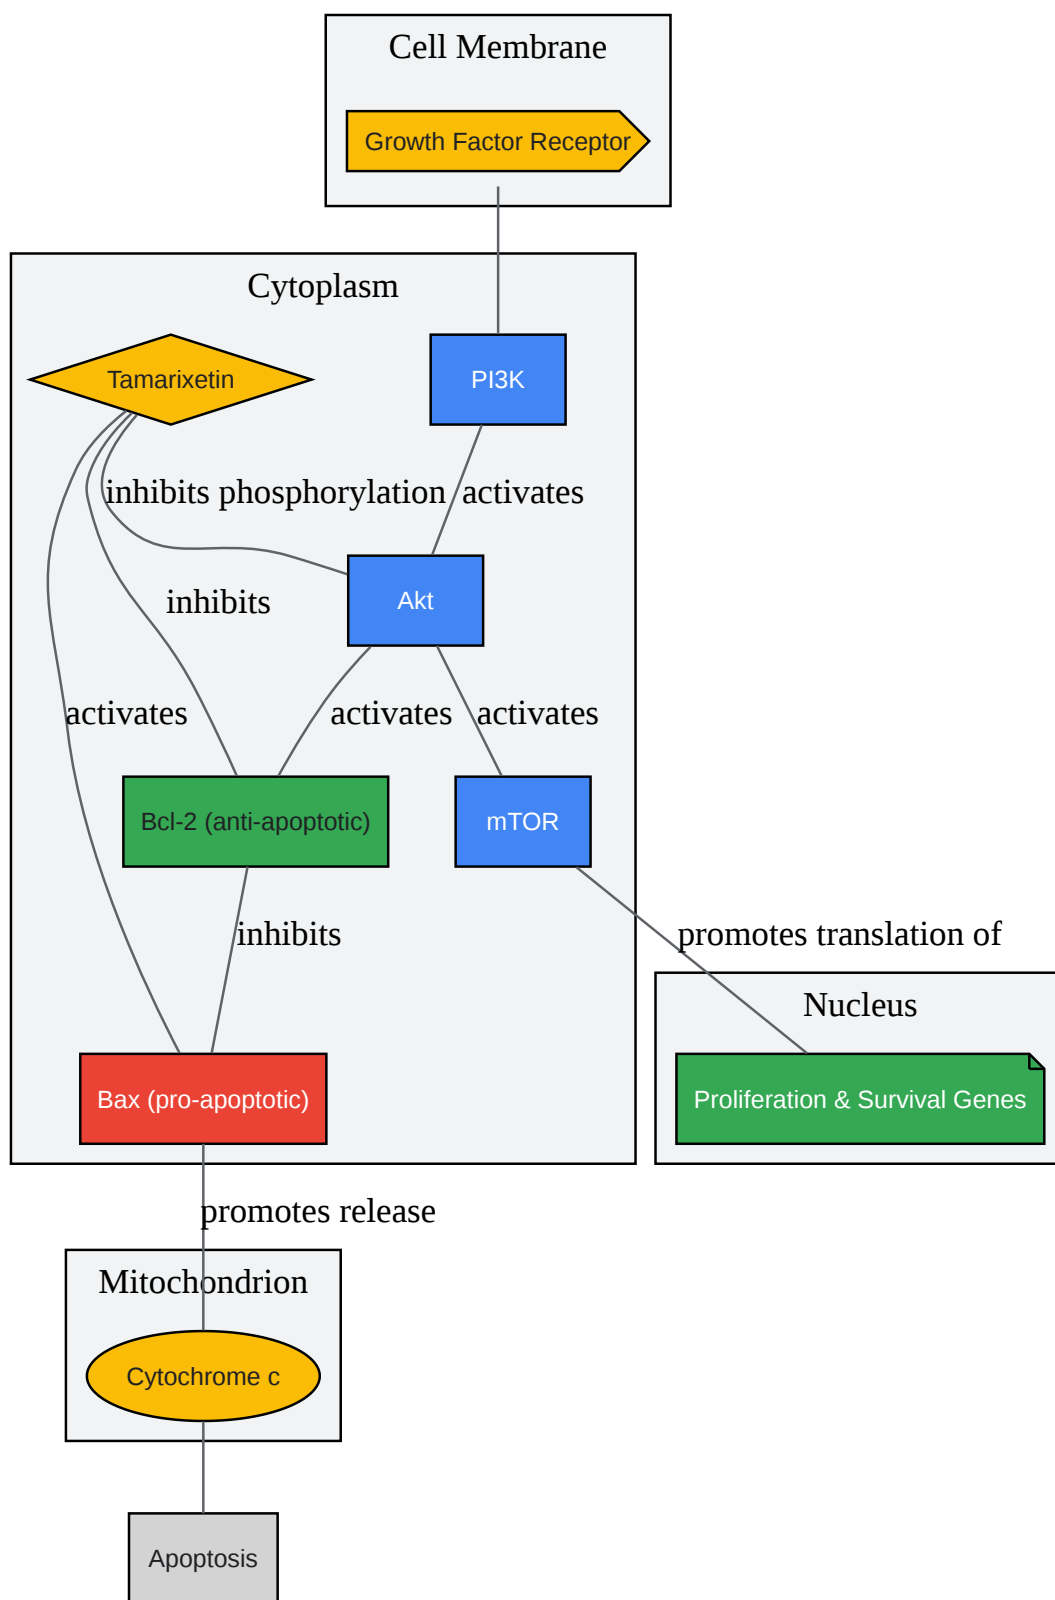 Cell Membrane
Growth Factor Receptor
Cytoplasm
Tamarixetin
PI3K
inhibits phosphorylation
activates
Akt
inhibits
activates
activates
activates
Bcl-2 (anti-apoptotic)
mTOR
inhibits
promotes translation of
Nucleus
Bax (pro-apoptotic)
Proliferation & Survival Genes
promotes release
Mitochondrion
Cytochrome c
Apoptosis